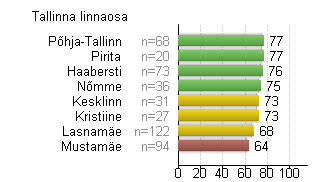 Tallinna linnaosa
Põhja-Tallinn n=68 77
Pirita n=20 77
Haabersti n=73 76
Nõmme n=36 75
Kesklinn n=31 73
Kristiine n=27 73
Lasnamäe n=122 68
Mustamäe n=94 64
0 20 40 60 80 100